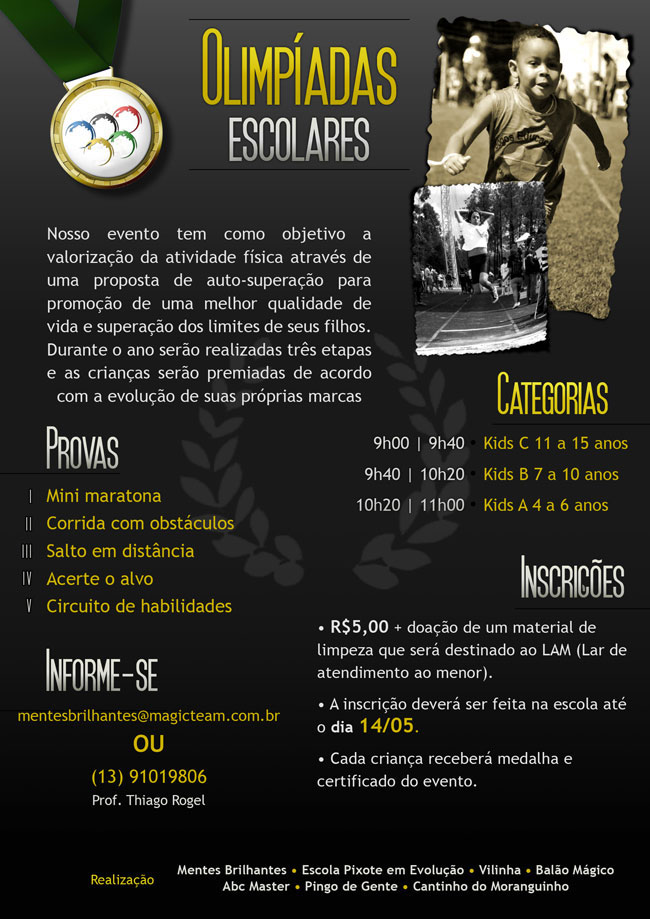 OLIMPÍADAS
ESCOLARES
Nosso evento tem como objetivo a
valorização da atividade física através de
uma proposta de auto-superação para
promoção de uma melhor qualidade de
vida e superação dos limites de seus filhos.
Durante o ano serão realizadas três etapas
e as crianças serão premiadas de acordo
com a evolução de suas próprias marcas
CATEGORIAS
9h00 | 9h40 • Kids C 11 a 15 anos
9h40 | 10h20 • Kids B 7 a 10 anos
10h20 | 11h00 • Kids A 4 a 6 anos
PROVAS
I Mini maratona
II Corrida com obstáculos
III Salto em distância
IV Acerte o alvo
V Circuito de habilidades
INSCRIÇÕES
• R$5,00 + doação de um material de
limpeza que será destinado ao LAM (Lar de
atendimento ao menor).
• A inscrição deverá ser feita na escola até
o dia 14/05.
• Cada criança receberá medalha e
certificado do evento.
INFORME-SE
mentesbrilhantes@magicteam.com.br
OU
(13) 91019806
Prof. Thiago Rogel
Realização
Mentes Brilhantes • Escola Pixote em Evolução • Vilinha • Balão Mágico
Abc Master • Pingo de Gente • Cantinho do Moranguinho